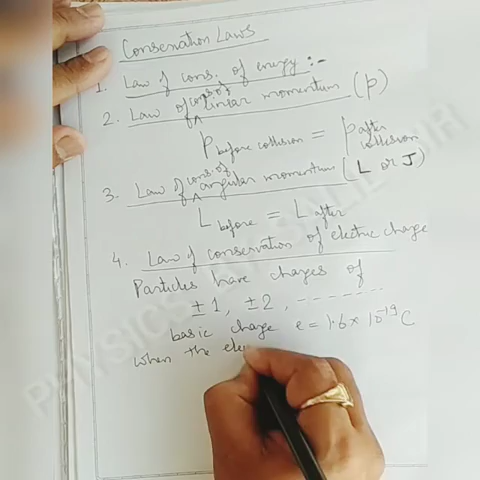 Conservation Laws
1. Law of cons. of energy :-
2. Law of cons. of linear momentum (p)
p before collision = p after collision
3. Law of cons. of angular momentum (L or J)
L before = L after
4. Law of conservation of electric charge
Particles have charges of
±1, ±2, --------
basic charge e = 1.6 × 10⁻¹⁹ C
when the ele